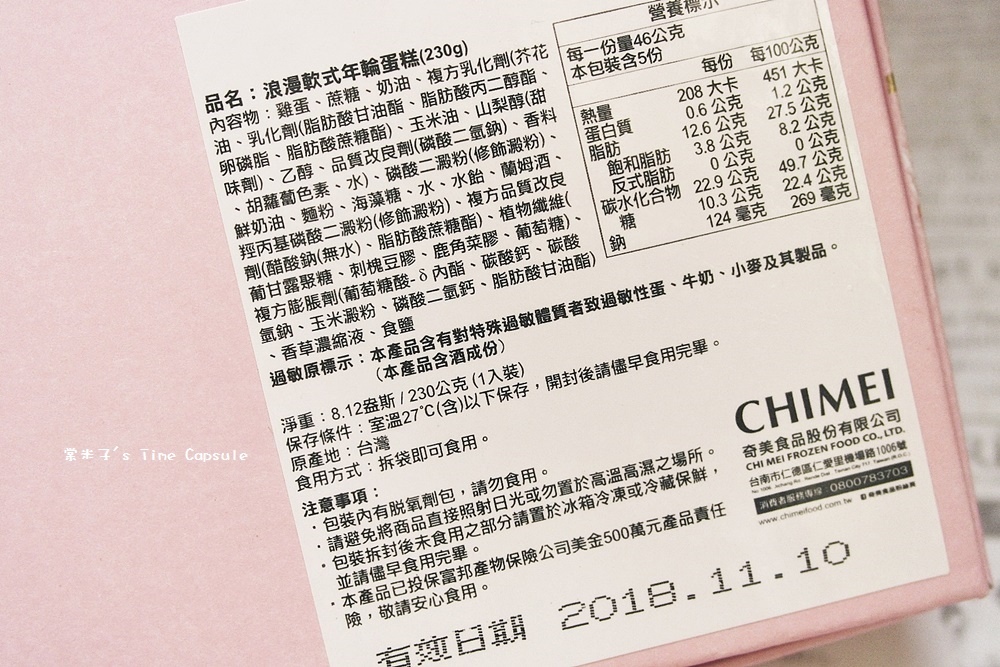 品名：浪漫軟式年輪蛋糕(230g)
內容物：雞蛋、蔗糖、奶油、複方乳化劑(芥花
油、乳化劑(脂肪酸甘油酯、脂肪酸丙二醇酯、
卵磷脂、脂肪酸蔗糖酯)、玉米油、山梨醇(甜
味劑)、乙醇、品質改良劑(磷酸二氫鈉)、香料
、胡蘿蔔色素、水)、磷酸二澱粉(修飾澱粉)、
鮮奶油、麵粉、海藻糖、水、水飴、蘭姆酒、
羥丙基磷酸二澱粉(修飾澱粉)、複方品質改良
劑(醋酸鈉(無水)、脂肪酸蔗糖酯)、植物纖維(
葡甘露聚糖、刺槐豆膠、鹿角菜膠、葡萄糖)、
複方膨脹劑(葡萄糖酸-δ內酯、碳酸鈣、碳酸
氫鈉、玉米澱粉、磷酸二氫鈣、脂肪酸甘油酯)
、香草濃縮液、食鹽
過敏原標示：本產品含有對特殊過敏體質者致過敏性蛋、牛奶、小麥及其製品。
（本產品含酒成份）
淨重：8.12盎斯 / 230公克 (1入裝)
保存條件：室溫27°C(含)以下保存，開封後請儘早食用完畢。
原產地：台灣
食用方式：拆袋即可食用。
注意事項：
·包裝內有脫氧劑包，請勿食用。
·請避免將商品直接照射日光或勿置於高溫高濕之場所。
·包裝拆封後未食用之部分請置於冰箱冷凍或冷藏保鮮，
並請儘早食用完畢。
·本產品已投保富邦產物保險公司美金500萬元產品責任
險，敬請安心食用。
有效日期 2018.11.10
營養標示
每一份量46公克
本包裝含5份
每份 每100公克
熱量 208 大卡 451 大卡
蛋白質 0.6 公克 1.2 公克
脂肪 12.6 公克 27.5 公克
飽和脂肪 3.8 公克 8.2 公克
反式脂肪 0 公克 0 公克
碳水化合物 22.9 公克 49.7 公克
糖 10.3 公克 22.4 公克
鈉 124 毫克 269 毫克
CHIMEI
奇美食品股份有限公司
CHI MEI FROZEN FOOD CO., LTD.
台南市仁德區仁愛里機場路1006號
消費者服務專線：0800783703
www.chimeifood.com.tw
's Time Capsule